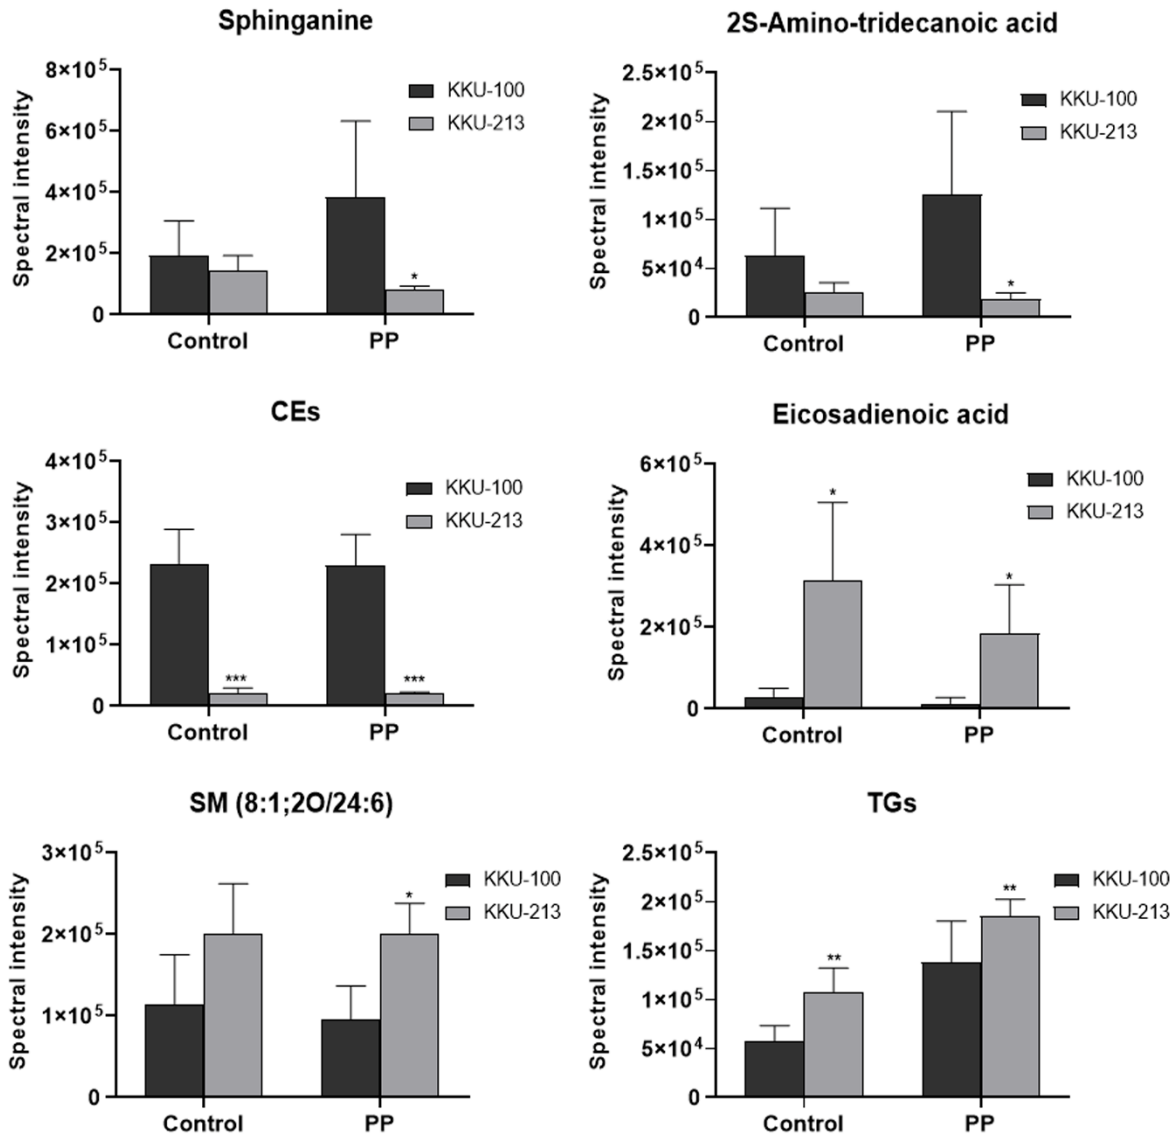 Sphinganine
Spectral intensity
8×10⁵
6×10⁵
4×10⁵
2×10⁵
0
KKU-100
KKU-213
*
Control PP
2S-Amino-tridecanoic acid
Spectral intensity
2.5×10⁵
2×10⁵
1.5×10⁵
1×10⁵
5×10⁴
0
KKU-100
KKU-213
*
Control PP
CEs
Spectral intensity
4×10⁵
3×10⁵
2×10⁵
1×10⁵
0
KKU-100
KKU-213
*** ***
Control PP
Eicosadienoic acid
Spectral intensity
6×10⁵
4×10⁵
2×10⁵
0
KKU-100
KKU-213
* *
Control PP
SM (8:1;2O/24:6)
Spectral intensity
3×10⁵
2×10⁵
1×10⁵
0
KKU-100
KKU-213
*
Control PP
TGs
Spectral intensity
2.5×10⁵
2×10⁵
1.5×10⁵
1×10⁵
5×10⁴
0
KKU-100
KKU-213
** **
Control PP